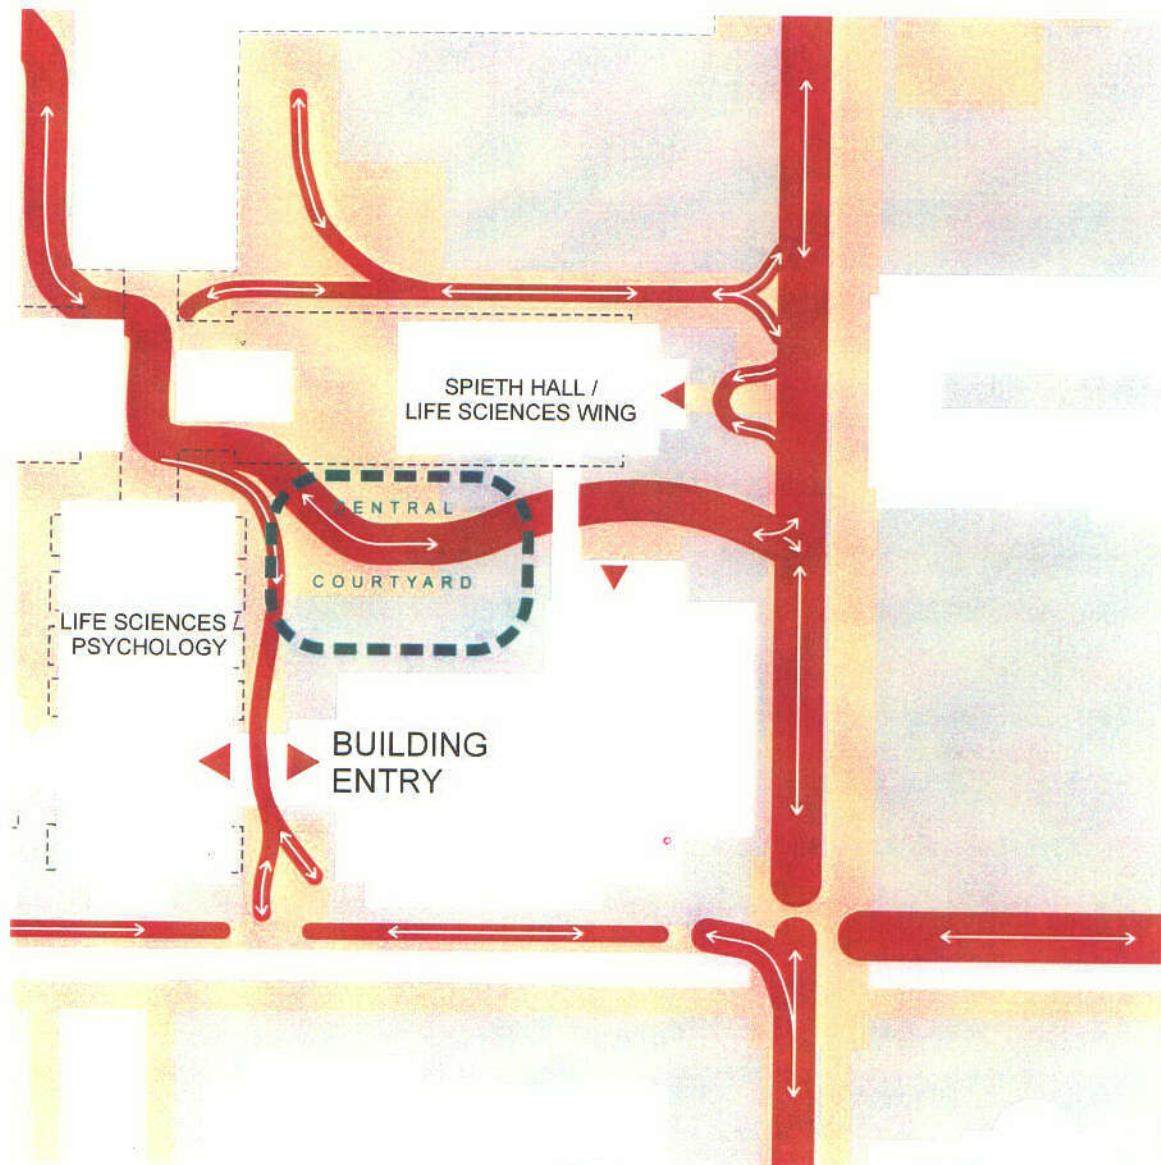 SPIETH HALL /
LIFE SCIENCES WING
CENTRAL
COURTYARD
LIFE SCIENCES /
PSYCHOLOGY
BUILDING
ENTRY